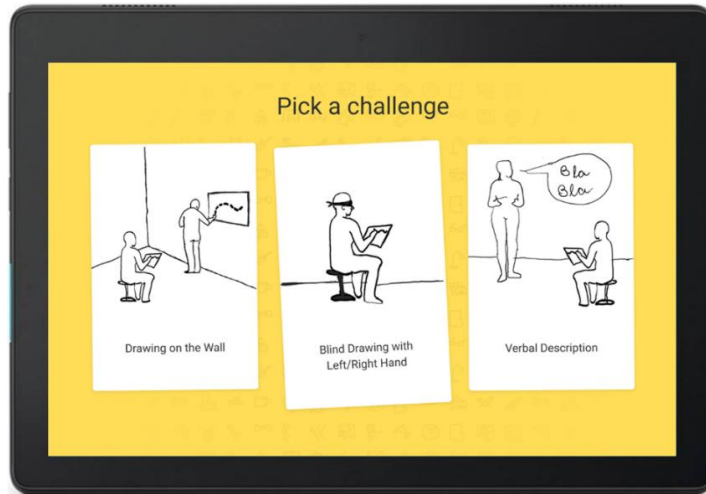 Pick a challenge
Bla
Bla
Drawing on the Wall
Blind Drawing with
Left/Right Hand
Verbal Description